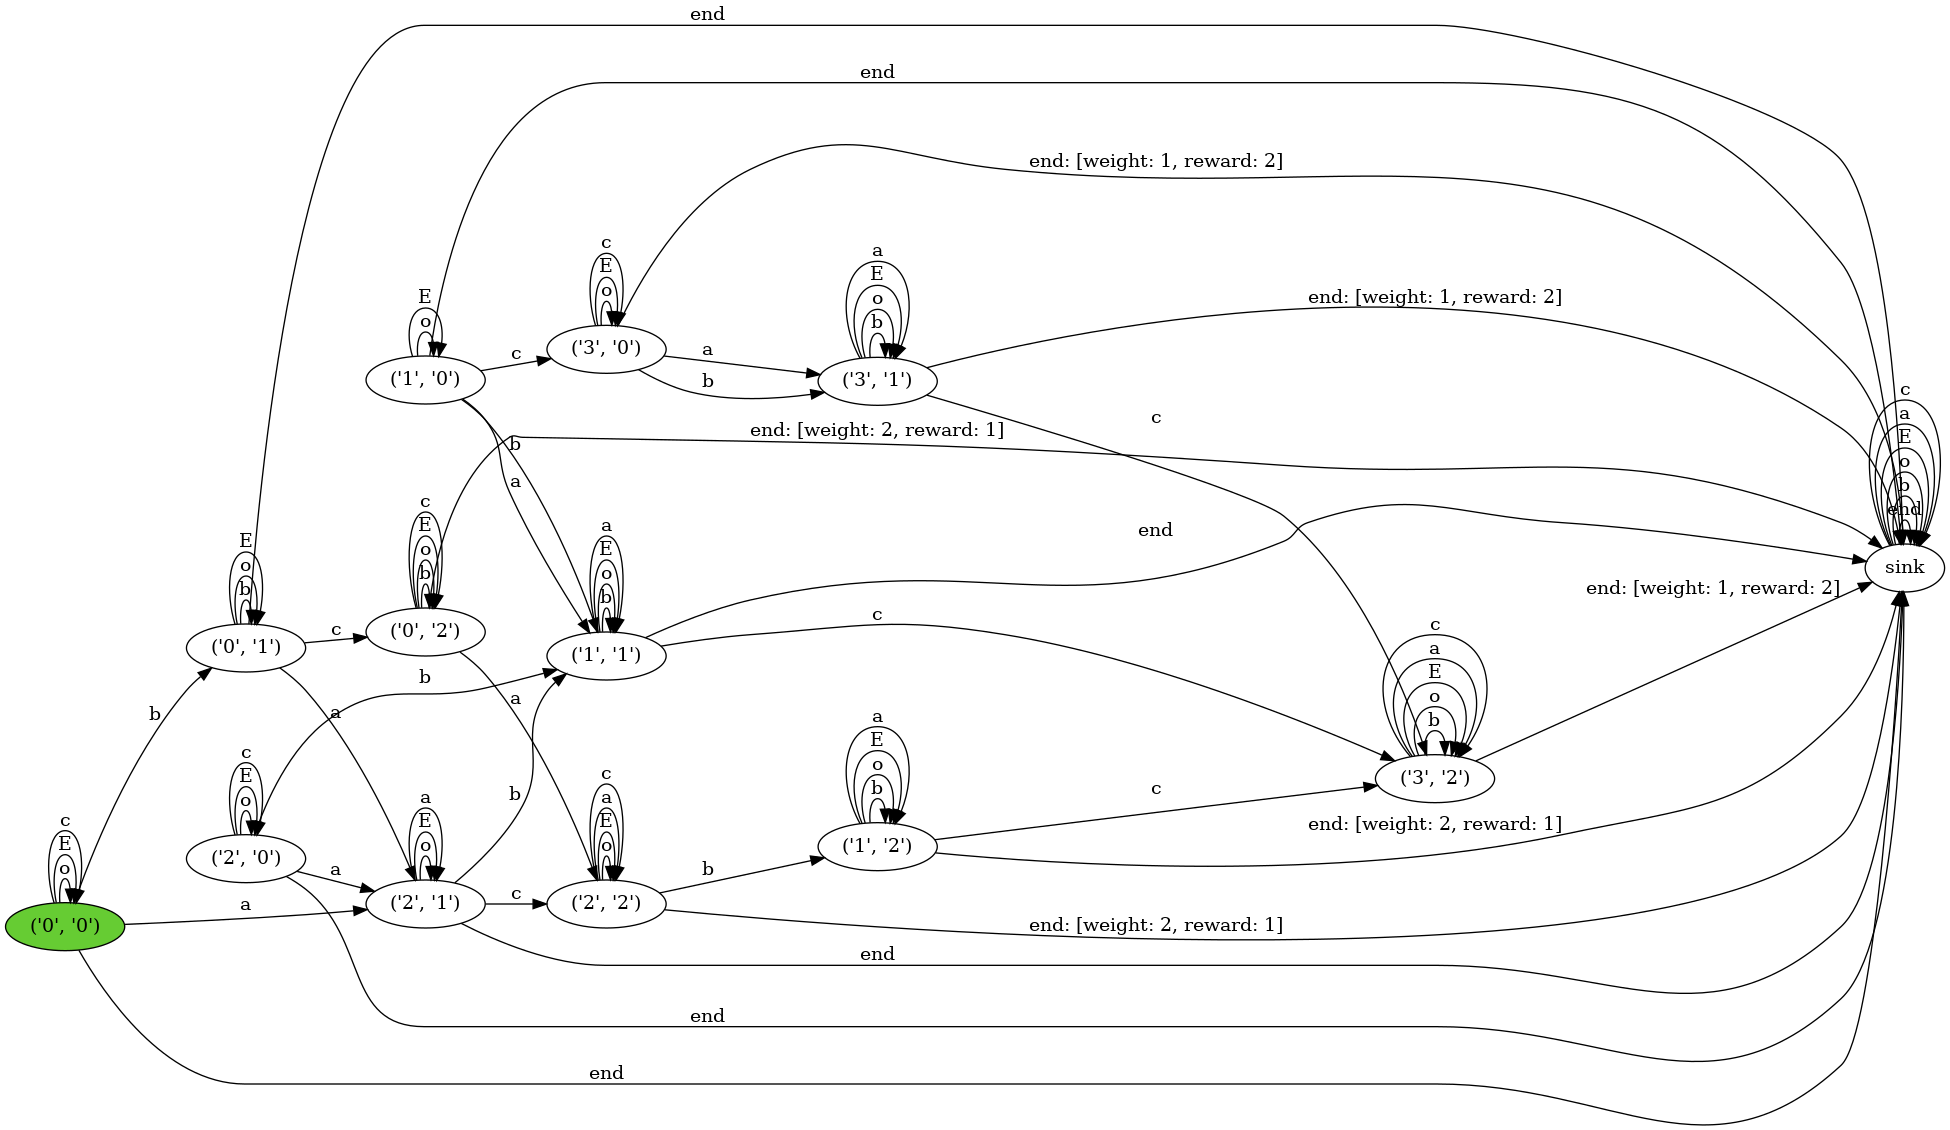 end
end
end: [weight: 1, reward: 2]
c
a
E
c
E
E
o
o
end: [weight: 1, reward: 2]
E
b
o
('3', '0')
a
c
('1', '0')
b
('3', '1')
c
a
E
o
b
end
sink
c
end: [weight: 2, reward: 1]
b
a
c
E
o
b
a
E
o
b
end
E
o
b
('0', '1')
c
('0', '2')
('1', '1')
c
end: [weight: 1, reward: 2]
c
a
E
o
b
('3', '2')
b
b
a
a
a
E
o
b
('1', '2')
c
end: [weight: 2, reward: 1]
c
E
o
('2', '0')
a
b
a
E
o
('2', '1')
c
c
a
E
o
('2', '2')
b
end: [weight: 2, reward: 1]
c
E
o
('0', '0')
a
end
end
end